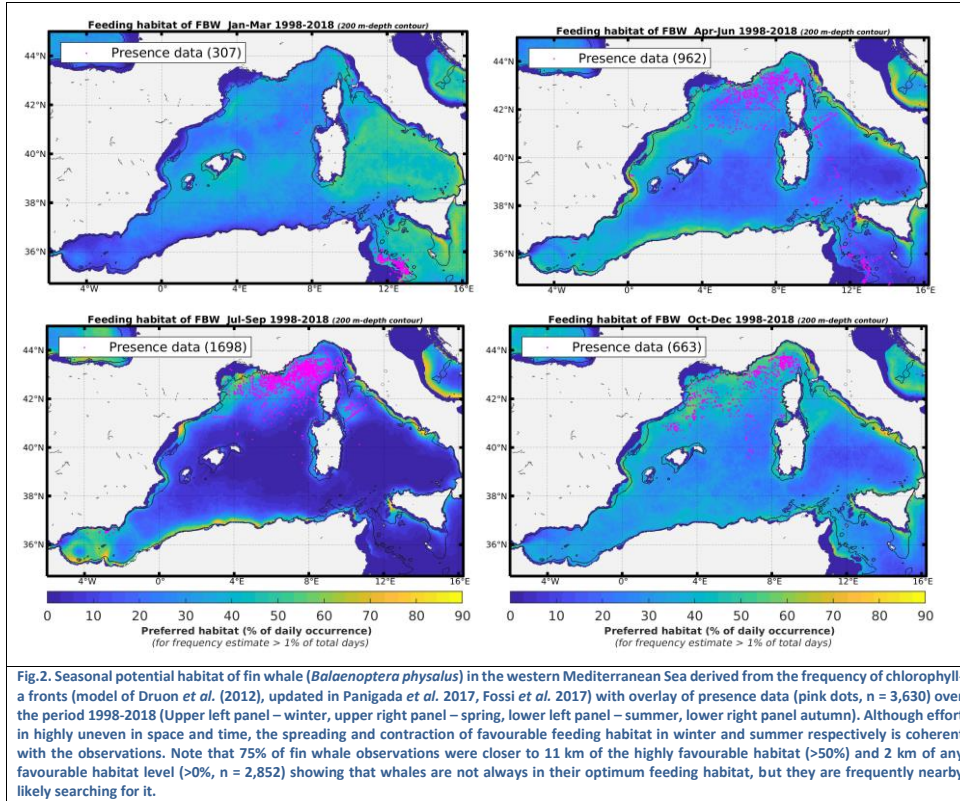 Feeding habitat of FBW Jan-Mar 1998-2018 (200 m-depth contour)
Presence data (307)
44°N
42°N
40°N
38°N
36°N
4°W 0° 4°E 8°E 12°E 16°E
Feeding habitat of FBW Apr-Jun 1998-2018 (200 m-depth contour)
Presence data (962)
44°N
42°N
40°N
38°N
36°N
4°W 0° 4°E 8°E 12°E 16°E
Feeding habitat of FBW Jul-Sep 1998-2018 (200 m-depth contour)
Presence data (1698)
44°N
42°N
40°N
38°N
36°N
4°W 0° 4°E 8°E 12°E 16°E
0 10 20 30 40 50 60 70 80 90
Preferred habitat (% of daily occurrence)
(for frequency estimate > 1% of total days)
Feeding habitat of FBW Oct-Dec 1998-2018 (200 m-depth contour)
Presence data (663)
44°N
42°N
40°N
38°N
36°N
4°W 0° 4°E 8°E 12°E 16°E
0 10 20 30 40 50 60 70 80 90
Preferred habitat (% of daily occurrence)
(for frequency estimate > 1% of total days)
Fig.2. Seasonal potential habitat of fin whale (Balaenoptera physalus) in the western Mediterranean Sea derived from the frequency of chlorophyll-
a fronts (model of Druon et al. (2012), updated in Panigada et al. 2017, Fossi et al. 2017) with overlay of presence data (pink dots, n = 3,630) over
the period 1998-2018 (Upper left panel – winter, upper right panel – spring, lower left panel – summer, lower right panel autumn). Although effort
in highly uneven in space and time, the spreading and contraction of favourable feeding habitat in winter and summer respectively is coherent
with the observations. Note that 75% of fin whale observations were closer to 11 km of the highly favourable habitat (>50%) and 2 km of any
favourable habitat level (>0%, n = 2,852) showing that whales are not always in their optimum feeding habitat, but they are frequently nearby
likely searching for it.